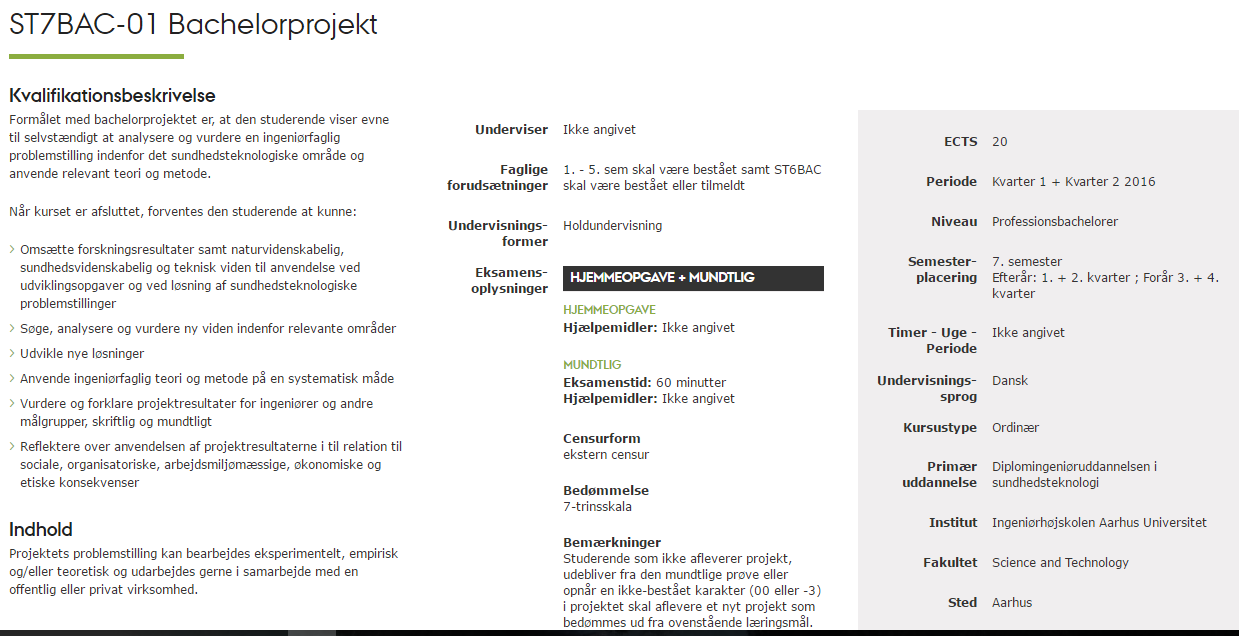 ST7BAC-01 Bachelorprojekt
Kvalifikationsbeskrivelse
Formålet med bachelorprojektet er, at den studerende viser evne
til selvstændigt at analysere og vurdere en ingeniørfaglig
problemstilling indenfor det sundhedsteknologiske område og
anvende relevant teori og metode.
Når kurset er afsluttet, forventes den studerende at kunne:
Omsætte forskningsresultater samt naturvidenskabelig,
sundhedsvidenskabelig og teknisk viden til anvendelse ved
udviklingsopgaver og ved løsning af sundhedsteknologiske
problemstillinger
Søge, analysere og vurdere ny viden indenfor relevante områder
Udvikle nye løsninger
Anvende ingeniørfaglig teori og metode på en systematisk måde
Vurdere og forklare projektresultater for ingeniører og andre
målgrupper, skriftlig og mundtligt
Reflektere over anvendelsen af projektresultaterne i til relation til
sociale, organisatoriske, arbejdsmiljømæssige, økonomiske og
etiske konsekvenser
Indhold
Projektets problemstilling kan bearbejdes eksperimentelt, empirisk
og/eller teoretisk og udarbejdes gerne i samarbejde med en
offentlig eller privat virksomhed.
Underviser Ikke angivet
Faglige 1. - 5. sem skal være bestået samt ST6BAC
forudsætninger skal være bestået eller tilmeldt
Undervisnings- Holdundervisning
former
Eksamens- HJEMMEOPGAVE + MUNDTLIG
oplysninger
HJEMMEOPGAVE
Hjælpemidler: Ikke angivet
MUNDTLIG
Eksamenstid: 60 minutter
Hjælpemidler: Ikke angivet
Censurform
ekstern censur
Bedømmelse
7-trinsskala
Bemærkninger
Studerende som ikke afleverer projekt,
udebliver fra den mundtlige prøve eller
opnår en ikke-bestået karakter (00 eller -3)
i projektet skal aflevere et nyt projekt som
bedømmes ud fra ovenstående læringsmål.
ECTS 20
Periode Kvarter 1 + Kvarter 2 2016
Niveau Professionsbachelorer
Semester- 7. semester
placering Efterår: 1. + 2. kvarter ; Forår 3. + 4.
kvarter
Timer - Uge - Ikke angivet
Periode
Undervisnings- Dansk
sprog
Kursustype Ordinær
Primær Diplomingeniøruddannelsen i
uddannelse sundhedsteknologi
Institut Ingeniørhøjskolen Aarhus Universitet
Fakultet Science and Technology
Sted Aarhus